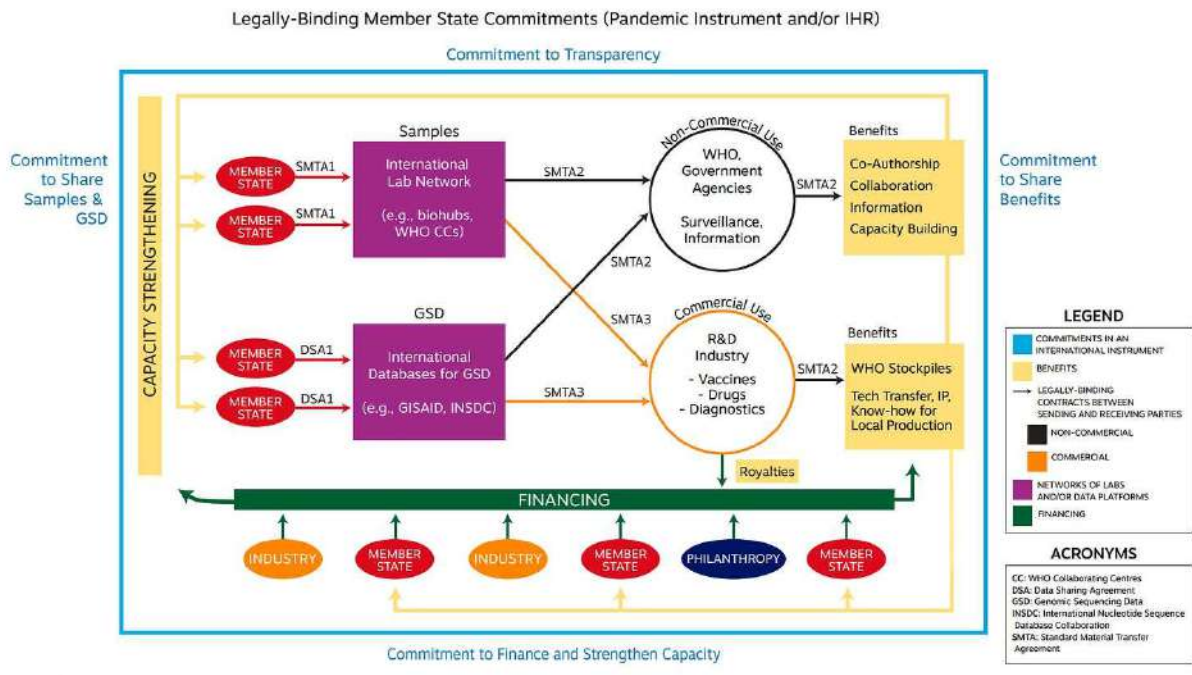 Legally-Binding Member State Commitments (Pandemic Instrument and/or IHR)
Commitment to Transparency
Commitment
to Share
Samples &
GSD
CAPACITY STRENGTHENING
MEMBER
STATE
SMTA1
MEMBER
STATE
SMTA1
Samples
International
Lab Network
(e.g., biohubs,
WHO CCs)
SMTA2
SMTA2
Non-Commercial Use
WHO,
Government
Agencies
Surveillance,
Information
SMTA2
Benefits
Co-Authorship
Collaboration
Information
Capacity Building
Commitment
to Share
Benefits
MEMBER
STATE
DSA1
MEMBER
STATE
DSA1
GSD
International
Databases for GSD
(e.g., GISAID, INSDC)
SMTA3
SMTA3
Commercial Use
R&D
Industry
- Vaccines
- Drugs
- Diagnostics
SMTA2
Benefits
WHO Stockpiles
Tech Transfer, IP,
Know-how for
Local Production
Royalties
FINANCING
INDUSTRY
MEMBER
STATE
INDUSTRY
MEMBER
STATE
PHILANTHROPY
MEMBER
STATE
Commitment to Finance and Strengthen Capacity
LEGEND
COMMITMENTS IN AN
INTERNATIONAL INSTRUMENT
BENEFITS
LEGALLY-BINDING
CONTRACTS BETWEEN
SENDING AND RECEIVING PARTIES
NON-COMMERCIAL
COMMERCIAL
NETWORKS OF LABS
AND/OR DATA PLATFORMS
FINANCING
ACRONYMS
CC: WHO Collaborating Centres
DSA: Data Sharing Agreement
GSD: Genomic Sequencing Data
INSDC: International Nucleotide Sequence
Database Collaboration
SMTA: Standard Material Transfer
Agreement